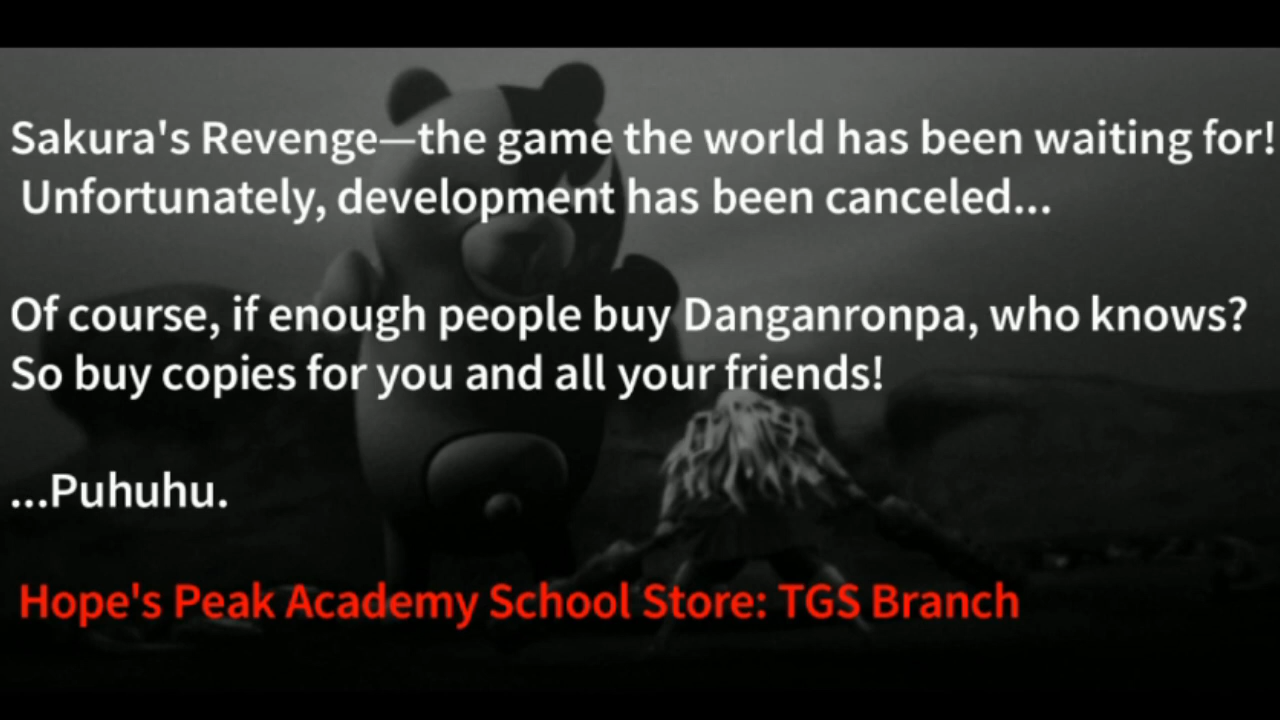 Sakura's Revenge—the game the world has been waiting for!
Unfortunately, development has been canceled...
Of course, if enough people buy Danganronpa, who knows?
So buy copies for you and all your friends!
...Puhuhu.
Hope's Peak Academy School Store: TGS Branch